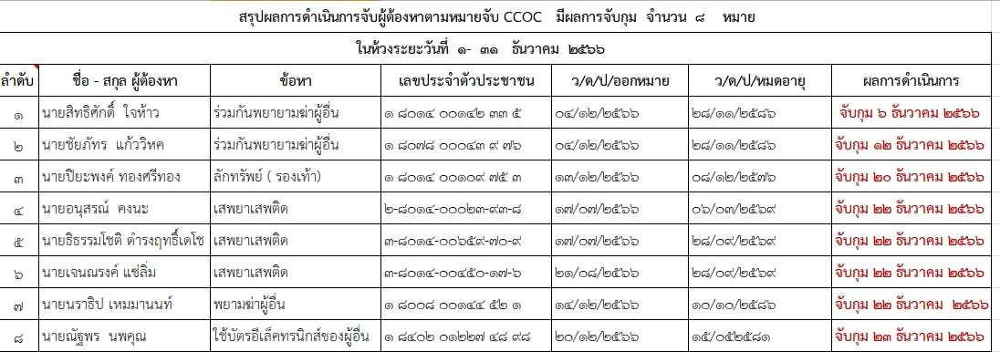 สรุปผลการดำเนินการจับผู้ต้องหาตามหมายจับ CCOC มีผลการจับกุม จำนวน ๘ หมาย
ในห้วงระยะวันที่ ๑- ๓๑ ธันวาคม ๒๕๖๖
ลำดับ ชื่อ - สกุล ผู้ต้องหา ข้อหา เลขประจำตัวประชาชน ว/ด/ป/ออกหมาย ว/ด/ป/หมดอายุ ผลการดำเนินการ
๑ นายสิทธิศักดิ์ ใจห้าว ร่วมกันพยายามฆ่าผู้อื่น ๑ ๘๐๑๔ ๐๐๑๔๒ ๓๓ ๕ ๐๔/๑๒/๒๕๖๖ ๒๘/๑๑/๒๕๘๖ จับกุม ๖ ธันวาคม ๒๕๖๖
๒ นายชัยภัทร แก้ววิหค ร่วมกันพยายามฆ่าผู้อื่น ๑ ๘๐๗๘ ๐๐๐๔๓ ๙ ๗๖ ๐๔/๑๒/๒๕๖๖ ๒๘/๑๑/๒๕๘๖ จับกุม ๑๒ ธันวาคม ๒๕๖๖
๓ นายปิยะพงค์ ทองศรีทอง ลักทรัพย์ ( รองเท้า) ๑ ๘๐๑๔ ๐๐๑๐๙ ๗๕ ๓ ๑๓/๑๒/๒๕๖๖ ๐๘/๑๒/๒๕๗๖ จับกุม ๒๐ ธันวาคม ๒๕๖๖
๔ นายอนุสรณ์ คงนะ เสพยาเสพติด ๒-๘๐๑๔-๐๐๐๒๓-๙๓-๘ ๑๗/๐๗/๒๕๖๖ ๐๖/๐๓/๒๕๖๙ จับกุม ๒๒ ธันวาคม ๒๕๖๖
๕ นายธิธรรมโชติ ดำรงฤทธิ์เดโช เสพยาเสพติด ๓-๘๐๑๔-๐๐๖๕๙-๗๐-๙ ๑๗/๐๗/๒๕๖๖ ๒๘/๐๙/๒๕๖๙ จับกุม ๒๒ ธันวาคม ๒๕๖๖
๖ นายเจนณรงค์ แซ่ลิ่ม เสพยาเสพติด ๓-๘๐๑๔-๐๐๔๕๐-๑๗-๖ ๒๑/๐๘/๒๕๖๖ ๒๘/๐๙/๒๕๖๙ จับกุม ๒๒ ธันวาคม ๒๕๖๖
๗ นายนราธิป เหมมานนท์ พยามฆ่าผู้อื่น ๑ ๘๐๐๘ ๐๐๑๔๔ ๕๒ ๑ ๑๔/๑๒/๒๕๖๖ ๑๐/๑๐/๒๕๘๖ จับกุม ๒๒ ธันวาคม ๒๕๖๖
๘ นายณัฐพร นพคุณ ใช้บัตรอีเล็คทรนิกส์ของผู้อื่น ๑ ๘๔๐๒ ๐๑๒๒๗ ๔๘ ๙๘ ๒๐/๑๒/๒๕๖๖ ๑๕/๐๕๒๕๘๑ จับกุม ๒๓ ธันวาคม ๒๕๖๖